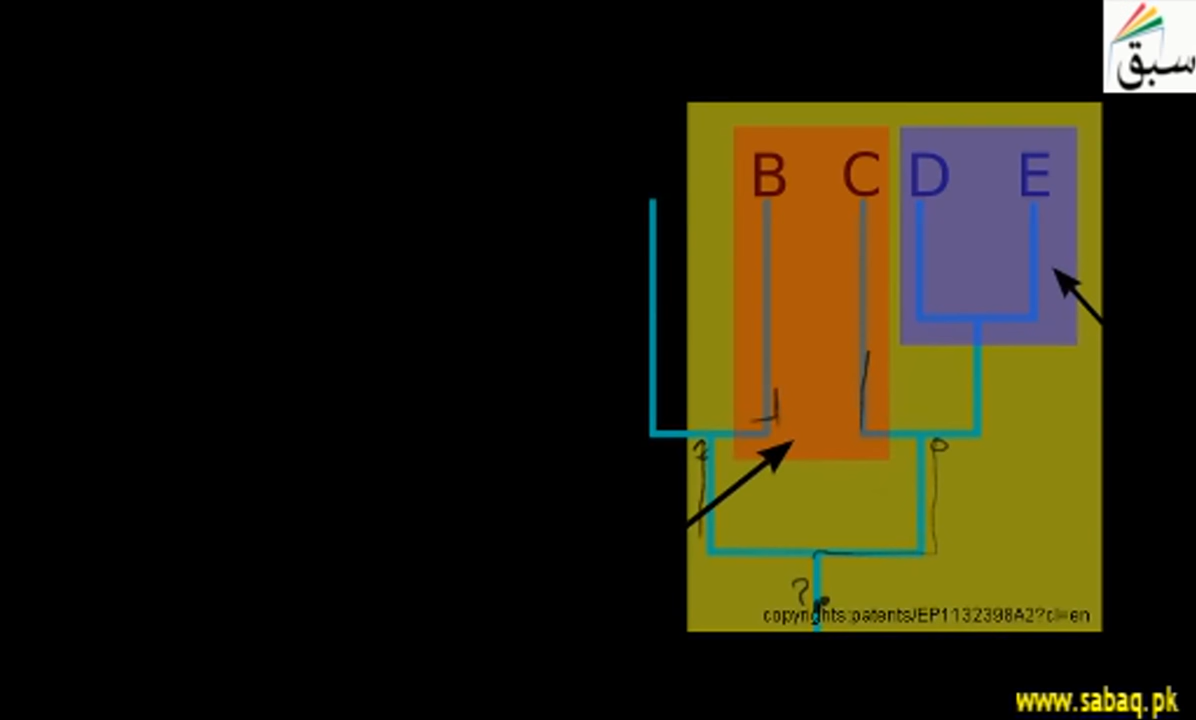 سبق
B C D E
?
copyrights:patents/EP1132398A2?cl=en
www.sabaq.pk